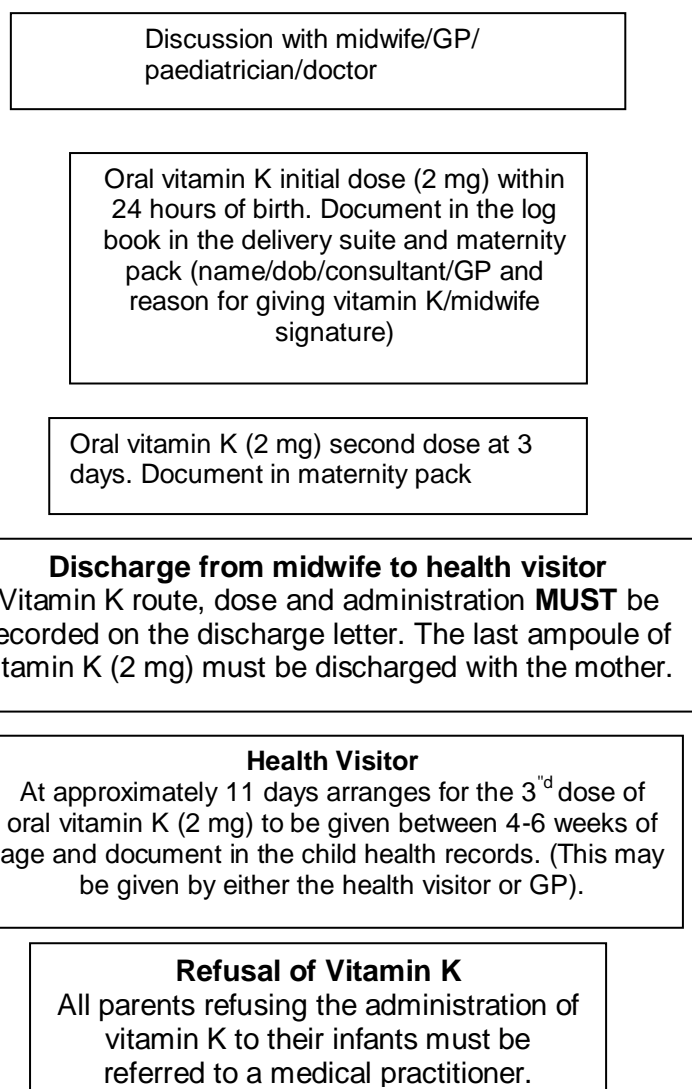 Discussion with midwife/GP/
paediatrician/doctor
Oral vitamin K initial dose (2 mg) within
24 hours of birth. Document in the log
book in the delivery suite and maternity
pack (name/dob/consultant/GP and
reason for giving vitamin K/midwife
signature)
Oral vitamin K (2 mg) second dose at 3
days. Document in maternity pack
Discharge from midwife to health visitor
Vitamin K route, dose and administration MUST be
ecorded on the discharge letter. The last ampoule of
tamin K (2 mg) must be discharged with the mother.
Health Visitor
At approximately 11 days arranges for the 3"d dose of
oral vitamin K (2 mg) to be given between 4-6 weeks of
age and document in the child health records. (This may
be given by either the health visitor or GP).
Refusal of Vitamin K
All parents refusing the administration of
vitamin K to their infants must be
referred to a medical practitioner.